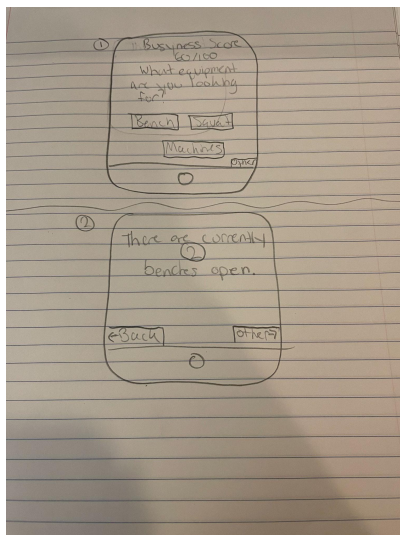 ①
Busyness Score
60/100
What equipment
Are you looking
for?
Bench Squat
Machines
Other
②
There are currently
②
benches open.
←Back Other→